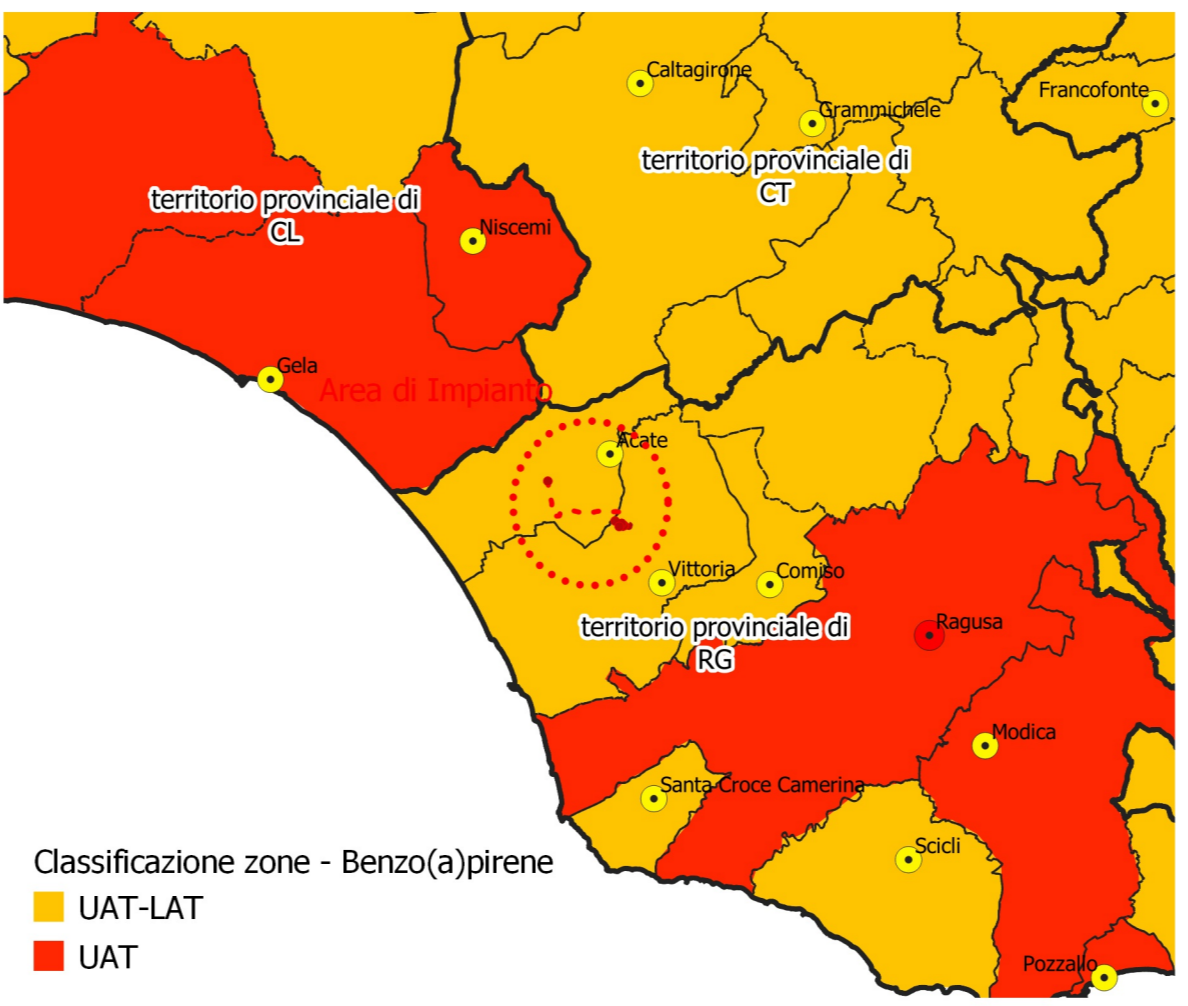 Caltagirone
Francofonte
Grammichele
territorio provinciale di
CT
territorio provinciale di
CL
Niscemi
Gela
Area di Impianto
Acate
Vittoria
Comiso
territorio provinciale di
RG
Ragusa
Modica
Santa Croce Camerina
Scicli
Pozzallo
Classificazione zone - Benzo(a)pirene
UAT-LAT
UAT